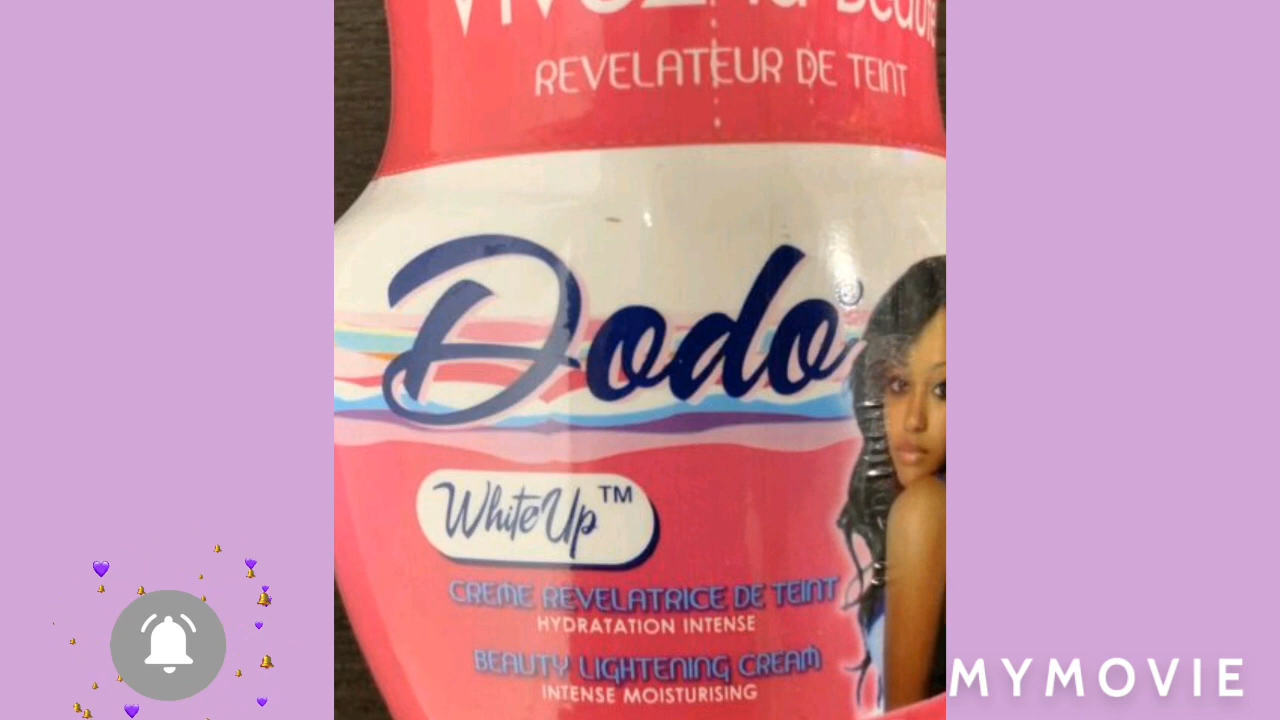 REVELATEUR DE TEINT
Dodo®
WhiteUp™
CREME REVELATRICE DE TEINT
HYDRATATION INTENSE
BEAUTY LIGHTENING CREAM
INTENSE MOISTURISING
MYMOVIE